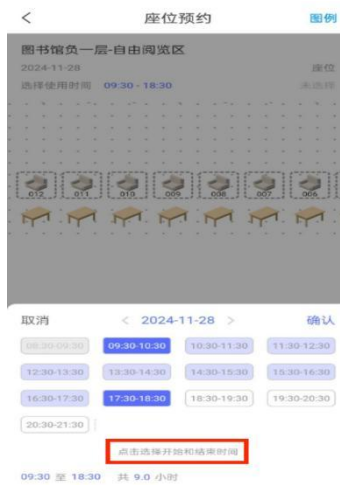 < 座位预约 图例
图书馆负一层-自由阅览区
2024-11-28 座位
选择使用时间 09:30 - 18:30 未选择
012 011 010 009 008 007 006
取消 < 2024-11-28 > 确认
08:30-09:30 09:30-10:30 10:30-11:30 11:30-12:30
12:30-13:30 13:30-14:30 14:30-15:30 15:30-16:30
16:30-17:30 17:30-18:30 18:30-19:30 19:30-20:30
20:30-21:30
点击选择开始和结束时间
09:30 至 18:30 共 9.0 小时